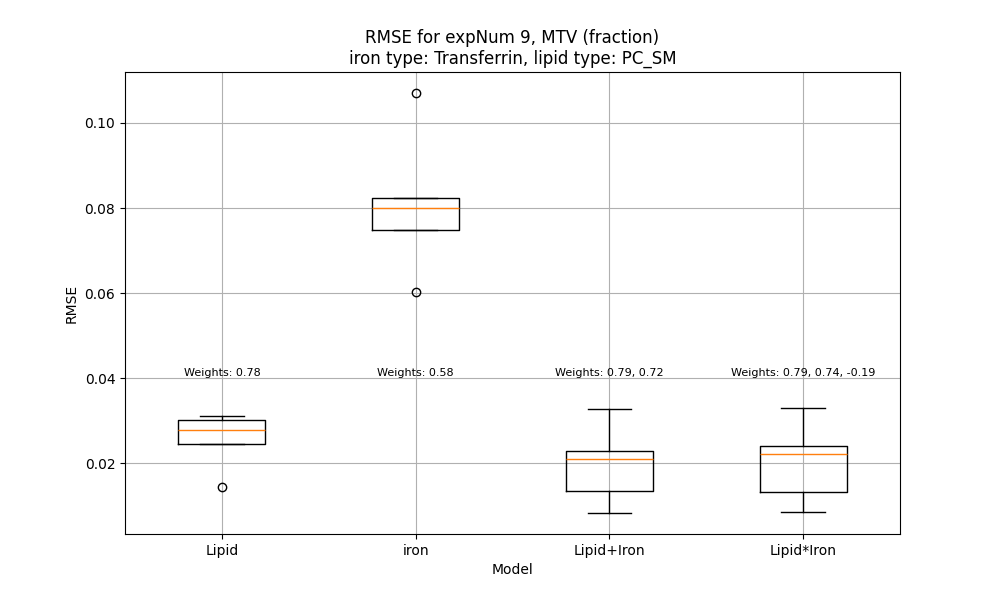 RMSE for expNum 9, MTV (fraction)
iron type: Transferrin, lipid type: PC_SM
0.10
0.08
0.06
0.04
0.02
RMSE
Weights: 0.78
Weights: 0.58
Weights: 0.79, 0.72
Weights: 0.79, 0.74, -0.19
Lipid
iron
Lipid+Iron
Lipid*Iron
Model